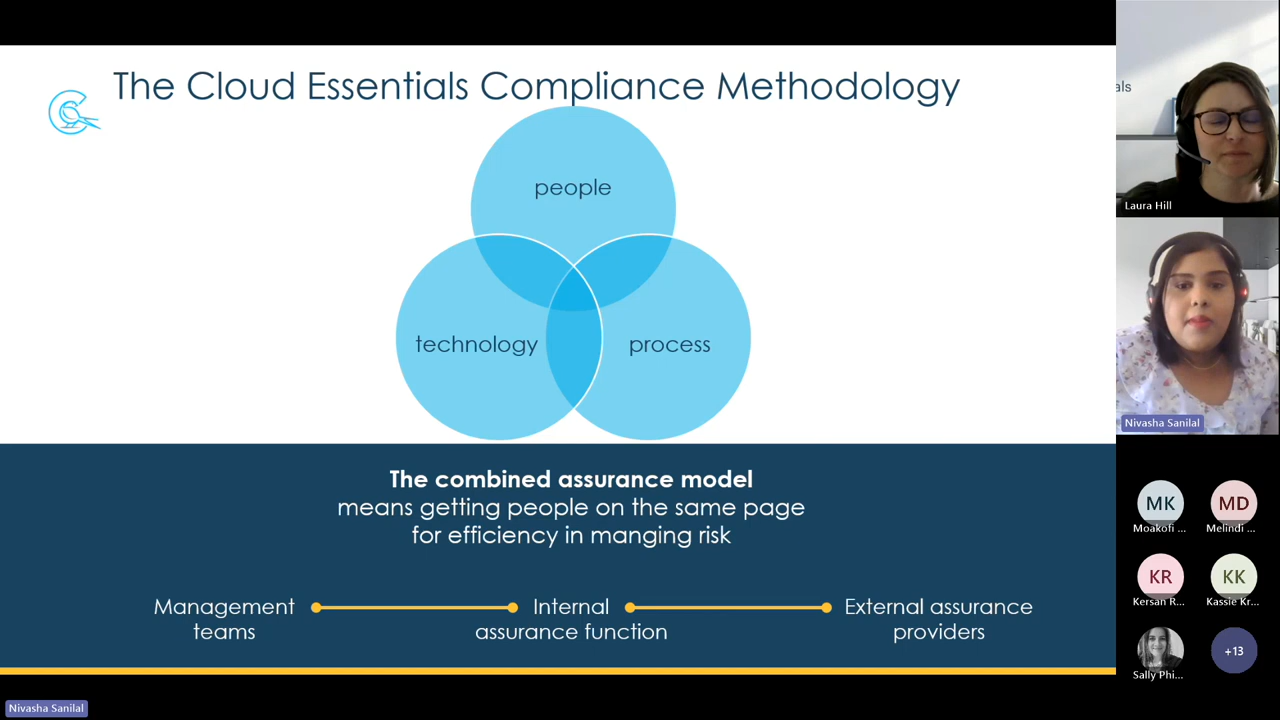 The Cloud Essentials Compliance Methodology
people
technology
process
The combined assurance model
means getting people on the same page
for efficiency in manging risk
Management
teams
Internal
assurance function
External assurance
providers
Nivasha Sanilal
als
Laura Hill
Nivasha Sanilal
MK
Moakofi ...
MD
Melindi ...
KR
Kersan R...
KK
Kassie Kr...
Sally Phi...
+13